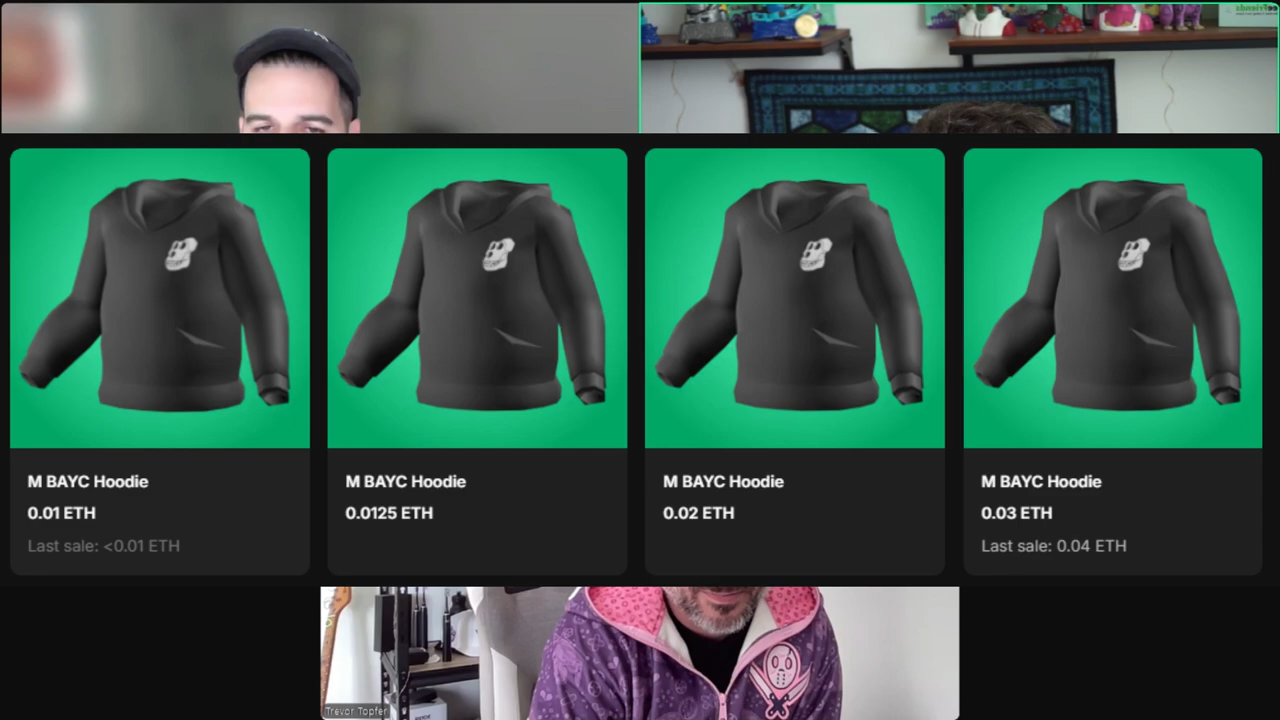 M BAYC Hoodie
0.01 ETH
Last sale: <0.01 ETH
M BAYC Hoodie
0.0125 ETH
M BAYC Hoodie
0.02 ETH
M BAYC Hoodie
0.03 ETH
Last sale: 0.04 ETH
Trevor Topfer